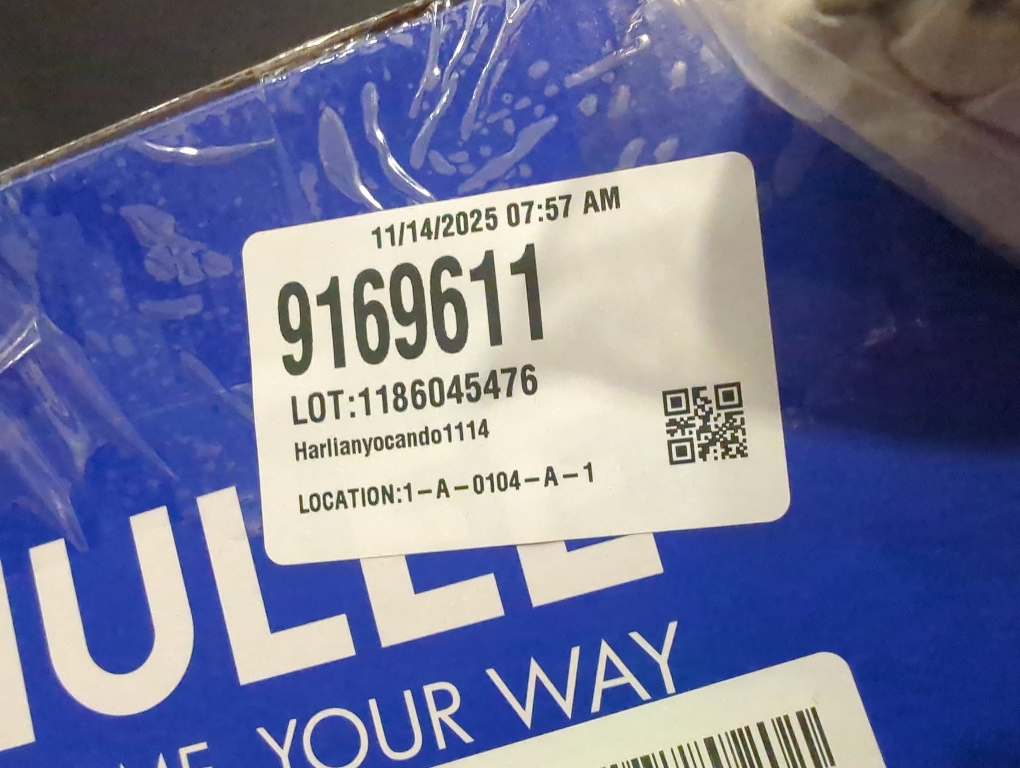 11/14/2025 07:57 AM
9169611
LOT:1186045476
Harlianyocando1114
LOCATION:1-A-0104-A-1
YOUR WAY